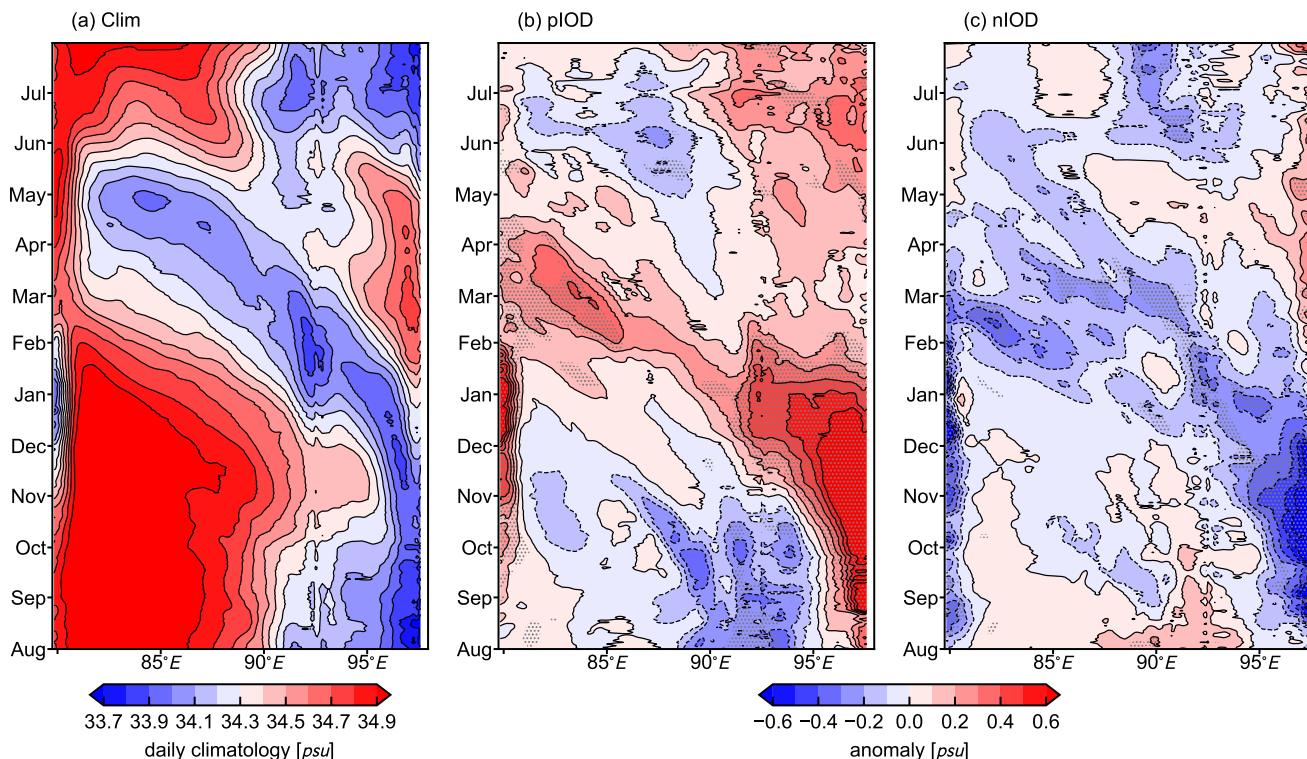 (a) Clim
(b) pIOD
(c) nIOD
Jul
Jun
May
Apr
Mar
Feb
Jan
Dec
Nov
Oct
Sep
Aug
85°E
90°E
95°E
Jul
Jun
May
Apr
Mar
Feb
Jan
Dec
Nov
Oct
Sep
Aug
85°E
90°E
95°E
Jul
Jun
May
Apr
Mar
Feb
Jan
Dec
Nov
Oct
Sep
Aug
85°E
90°E
95°E
33.7 33.9 34.1 34.3 34.5 34.7 34.9
daily climatology [psu]
−0.6 −0.4 −0.2 0.0 0.2 0.4 0.6
anomaly [psu]